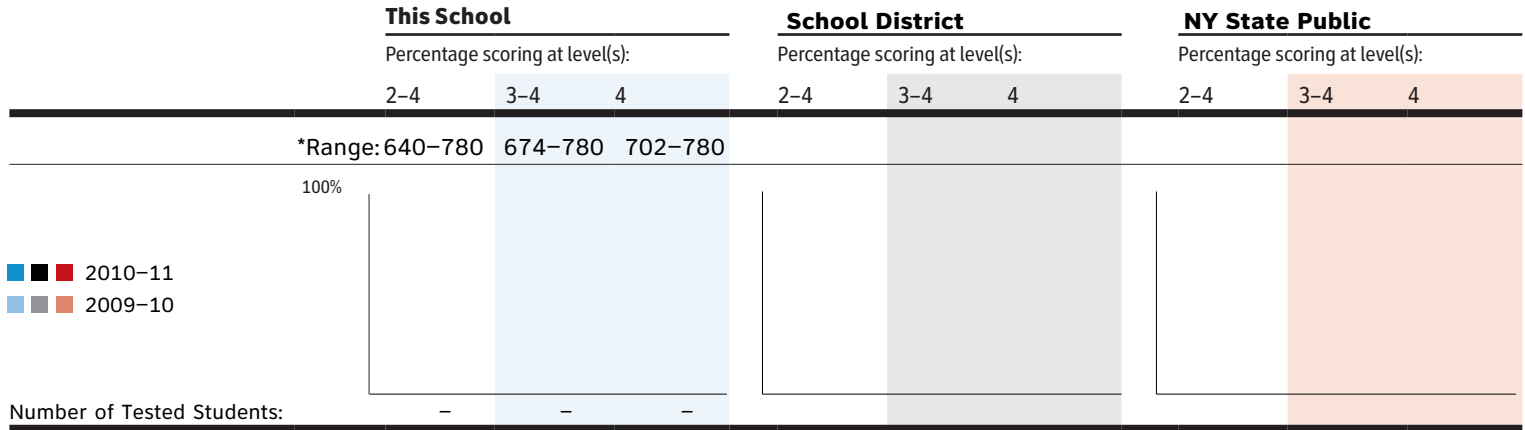 This School School District NY State Public
Percentage scoring at level(s): Percentage scoring at level(s): Percentage scoring at level(s):
2–4 3–4 4 2–4 3–4 4 2–4 3–4 4
*Range: 640–780 674–780 702–780
100%
2010–11
2009–10
Number of Tested Students: – – –